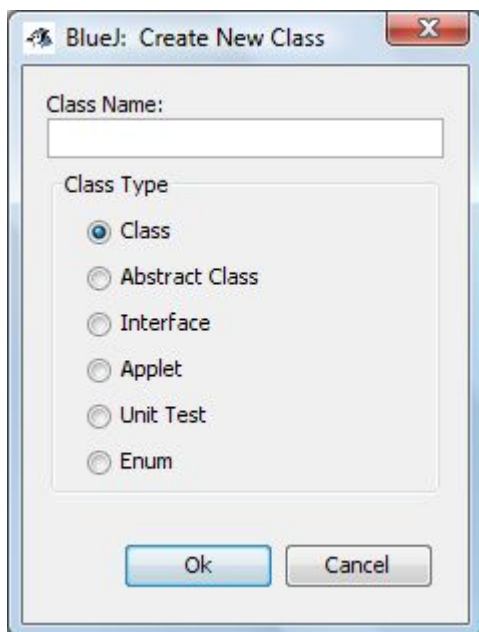 BlueJ: Create New Class
Class Name:
Class Type
Class
Abstract Class
Interface
Applet
Unit Test
Enum
Ok Cancel